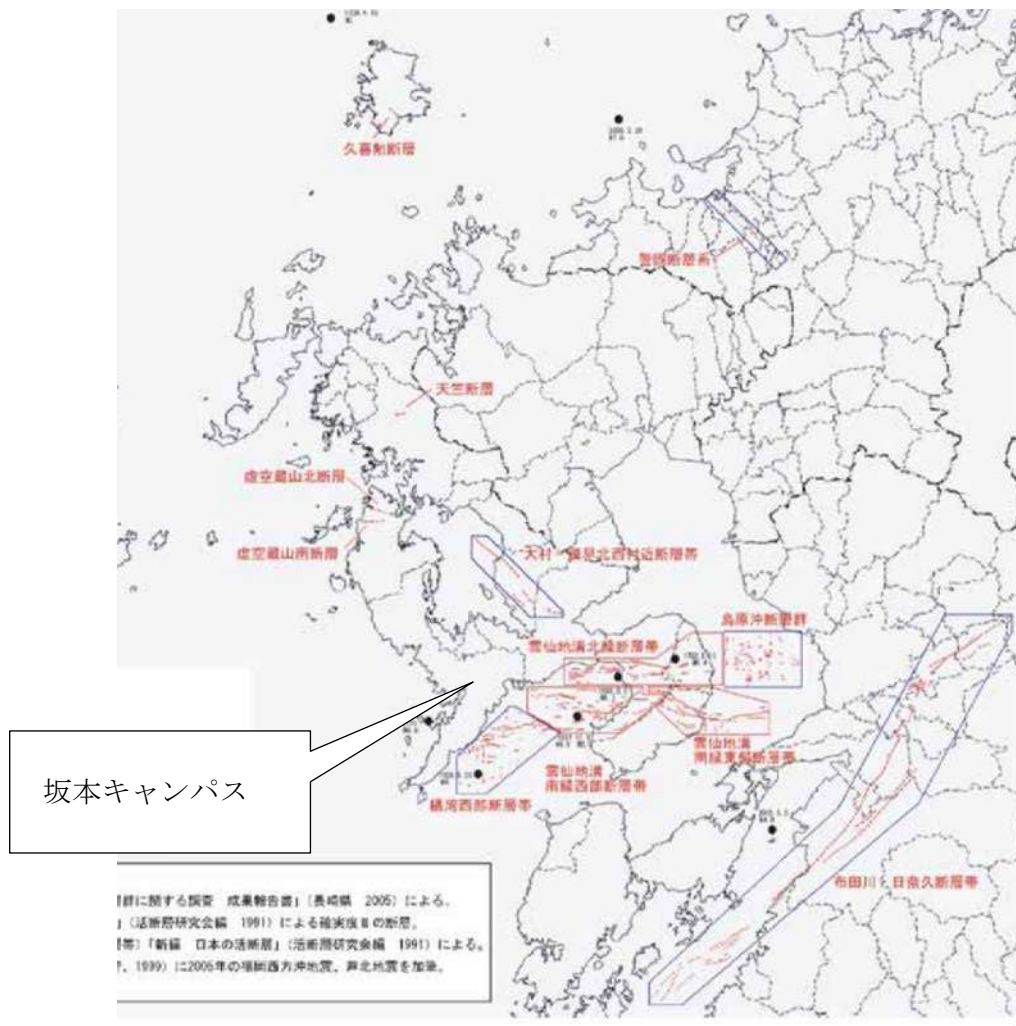 久喜触断層
警固断層系
天竺断層
虚空蔵山北断層
虚空蔵山南断層
大村―諫早北西付近断層帯
島原沖断層群
雲仙地溝北縁断層帯
雲仙地溝
南縁東部断層帯
雲仙地溝
南縁西部断層帯
橘湾西部断層帯
坂本キャンパス
布田川・日奈久断層帯
層群に関する調査 成果報告書」(長崎県 2005)による。
」(活断層研究会編 1991)による確実度Ⅱの断層。
層帯)「新編 日本の活断層」(活断層研究会編 1991)による。
1999)に2005年の福岡西方沖地震、芦北地震を加筆。